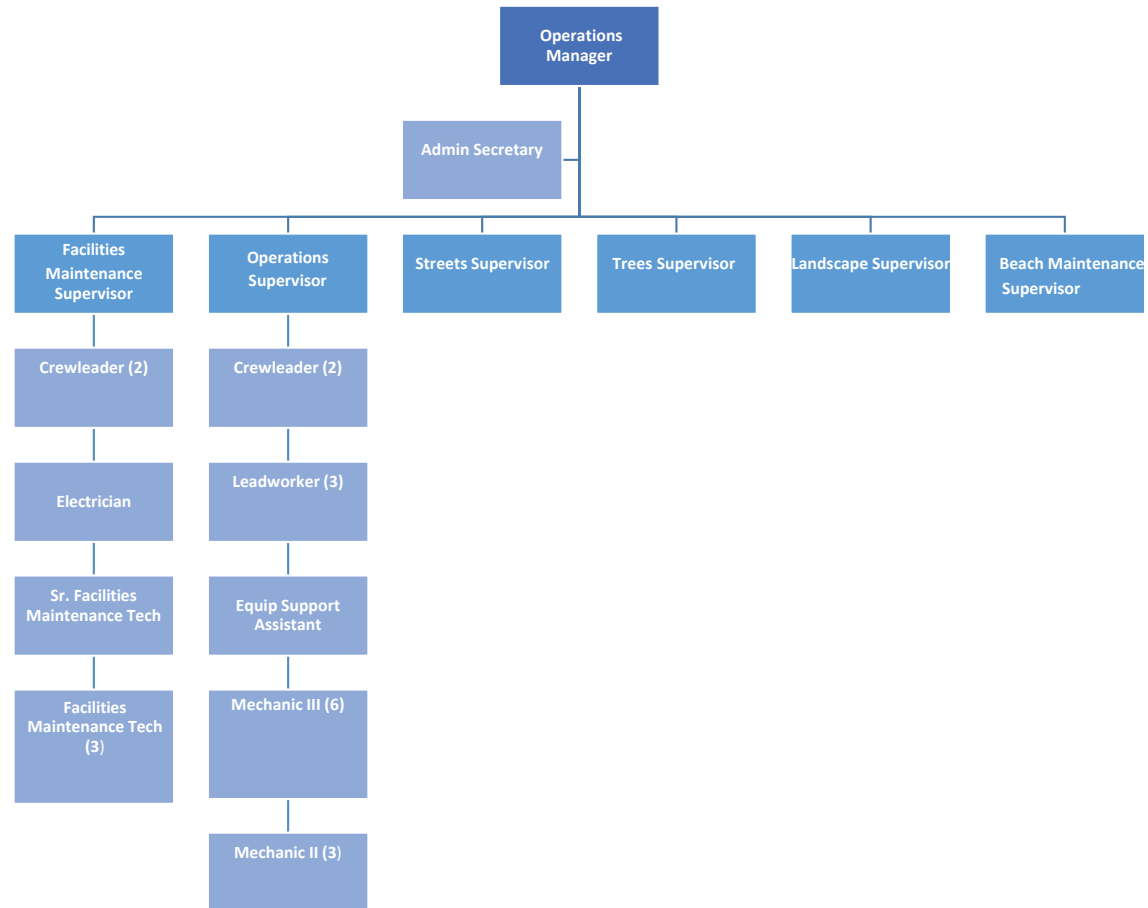 Operations
Manager
Admin Secretary
Facilities
Maintenance
Supervisor
Operations
Supervisor
Streets Supervisor
Trees Supervisor
Landscape Supervisor
Beach Maintenance
Supervisor
Crewleader (2)
Crewleader (2)
Electrician
Leadworker (3)
Sr. Facilities
Maintenance Tech
Equip Support
Assistant
Facilities
Maintenance Tech
(3)
Mechanic III (6)
Mechanic II (3)